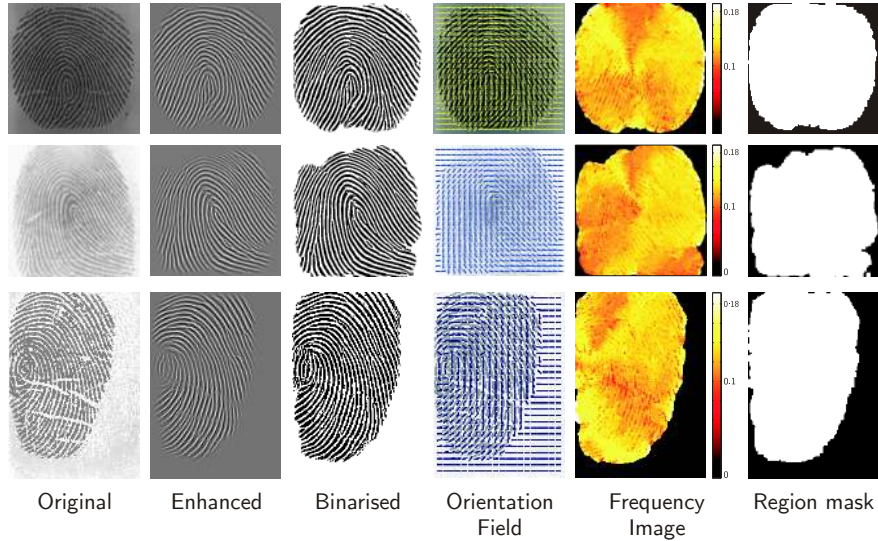 0.18
0.1
0
0.18
0.1
0
0·18
0.1
0
Original
Enhanced
Binarised
Orientation
Field
Frequency
Image
Region mask